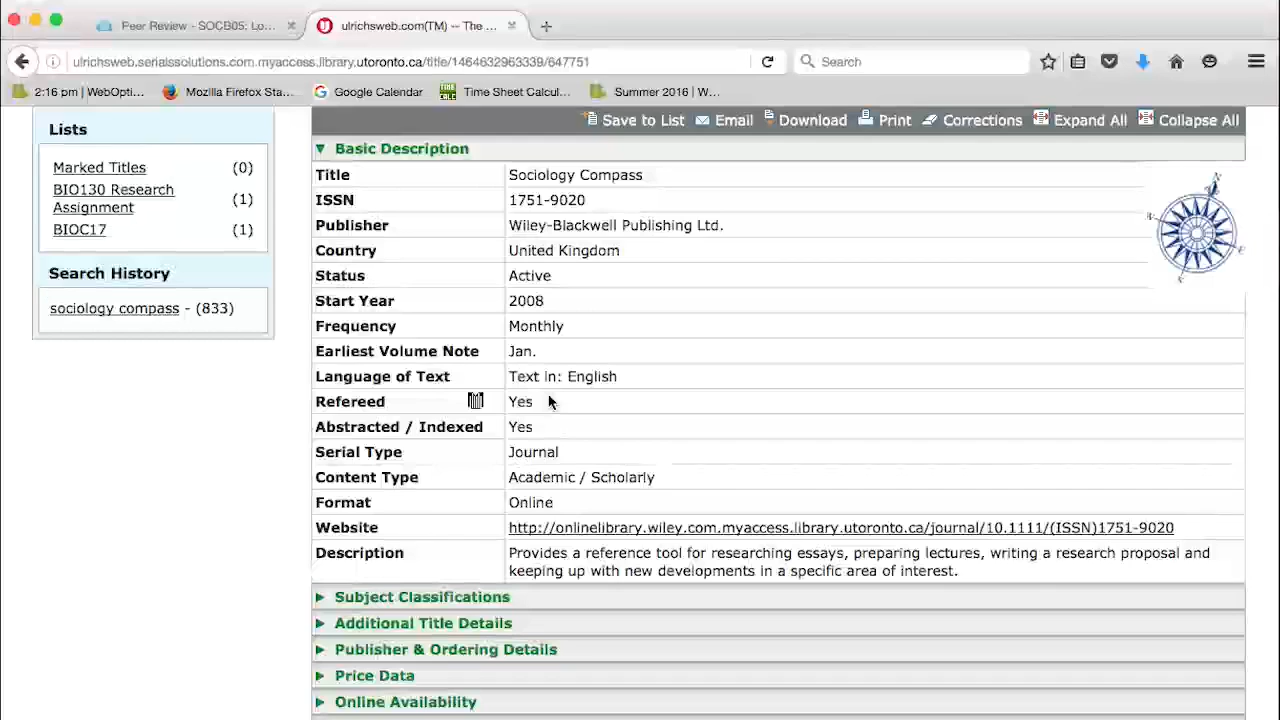 Peer Review - SOCB05: Lo...
ulrichsweb.com(TM) -- The ...
ulrichsweb.serialssolutions.com.myaccess.library.utoronto.ca/title/1464632963339/647751
Search
2:16 pm | WebOpti...
Mozilla Firefox Sta...
Google Calendar
Time Sheet Calcul...
Summer 2016 | W...
Save to List Email Download Print Corrections Expand All Collapse All
Lists
Marked Titles (0)
BIO130 Research
Assignment (1)
BIOC17 (1)
Search History
sociology compass - (833)
Basic Description
Title Sociology Compass
ISSN 1751-9020
Publisher Wiley-Blackwell Publishing Ltd.
Country United Kingdom
Status Active
Start Year 2008
Frequency Monthly
Earliest Volume Note Jan.
Language of Text Text in: English
Refereed Yes
Abstracted / Indexed Yes
Serial Type Journal
Content Type Academic / Scholarly
Format Online
Website http://onlinelibrary.wiley.com.myaccess.library.utoronto.ca/journal/10.1111/(ISSN)1751-9020
Description Provides a reference tool for researching essays, preparing lectures, writing a research proposal and
keeping up with new developments in a specific area of interest.
Subject Classifications
Additional Title Details
Publisher & Ordering Details
Price Data
Online Availability